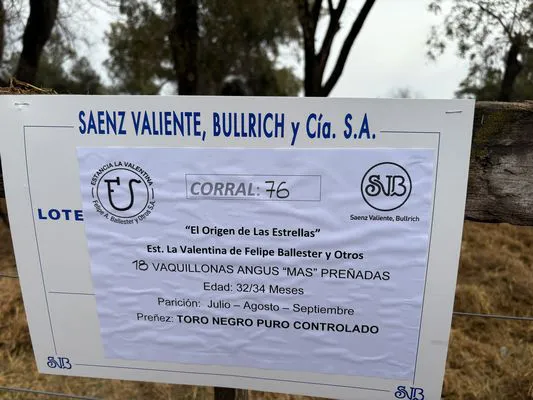 SAENZ VALIENTE, BULLRICH y Cía. S.A.
ESTANCIA LA VALENTINA
Felipe A. Ballester y Otros S.A.
CORRAL: 76
SVB
Saenz Valiente, Bullrich
LOTE
"El Origen de Las Estrellas"
Est. La Valentina de Felipe Ballester y Otros
18 VAQUILLONAS ANGUS "MAS" PREÑADAS
Edad: 32/34 Meses
Parición: Julio – Agosto – Septiembre
Preñez: TORO NEGRO PURO CONTROLADO
SVB
SVB